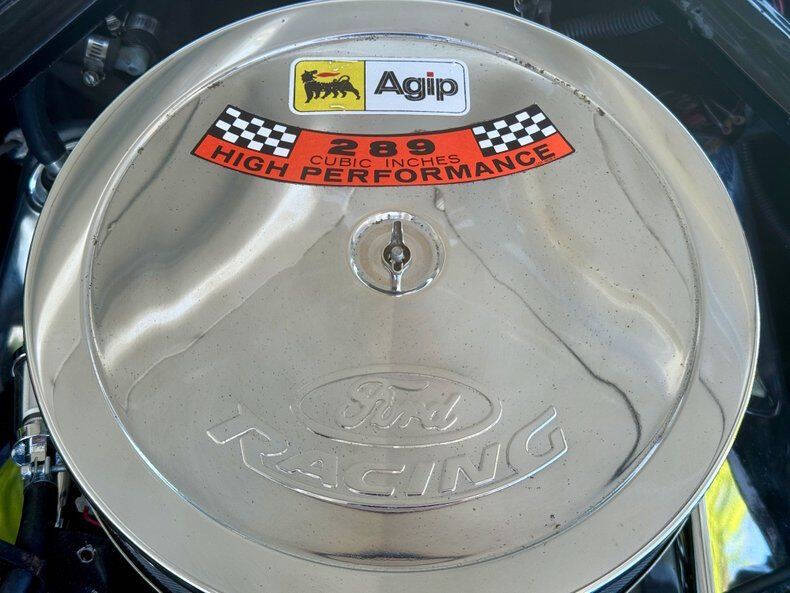 Agip
289
CUBIC INCHES
HIGH PERFORMANCE
Ford
RACING